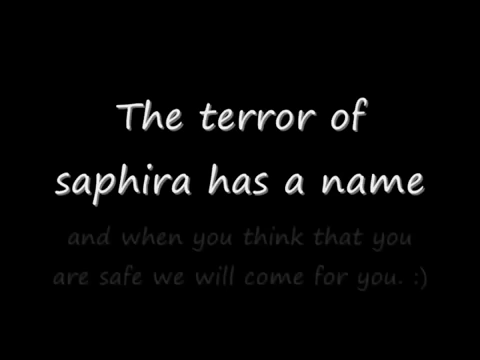 The terror of
saphira has a name
and when you think that you
are safe we will come for you. :)